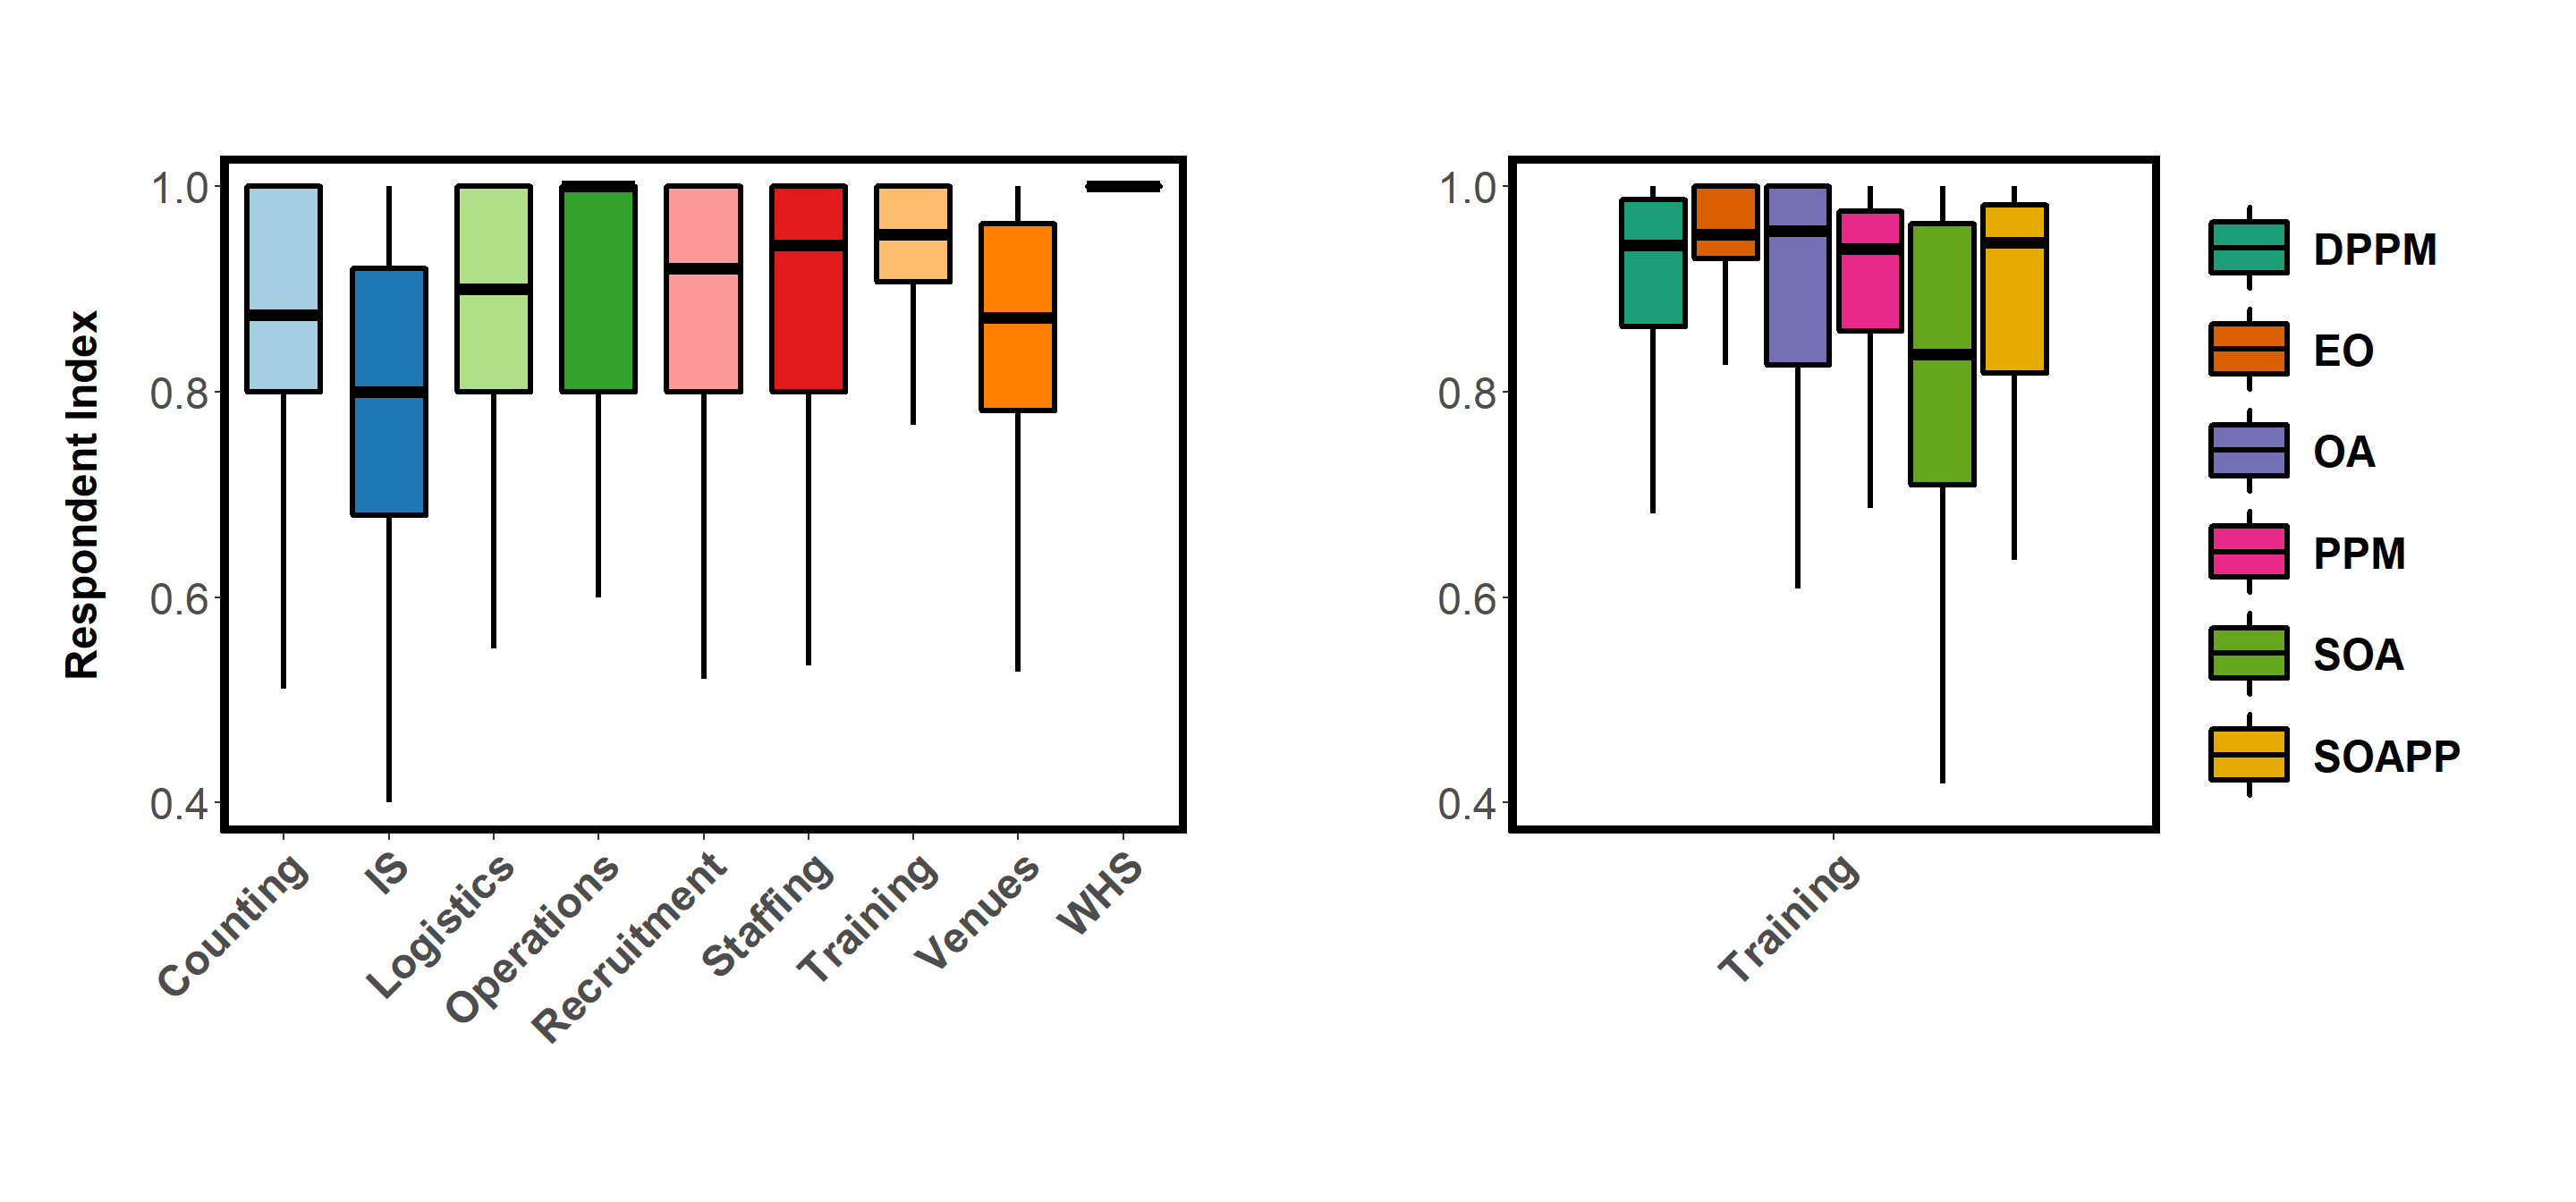 Respondent Index
1.0
0.8
0.6
0.4
Counting
IS
Logistics
Operations
Recruitment
Staffing
Training
Venues
WHS
1.0
0.8
0.6
0.4
Training
DPPM
EO
OA
PPM
SOA
SOAPP